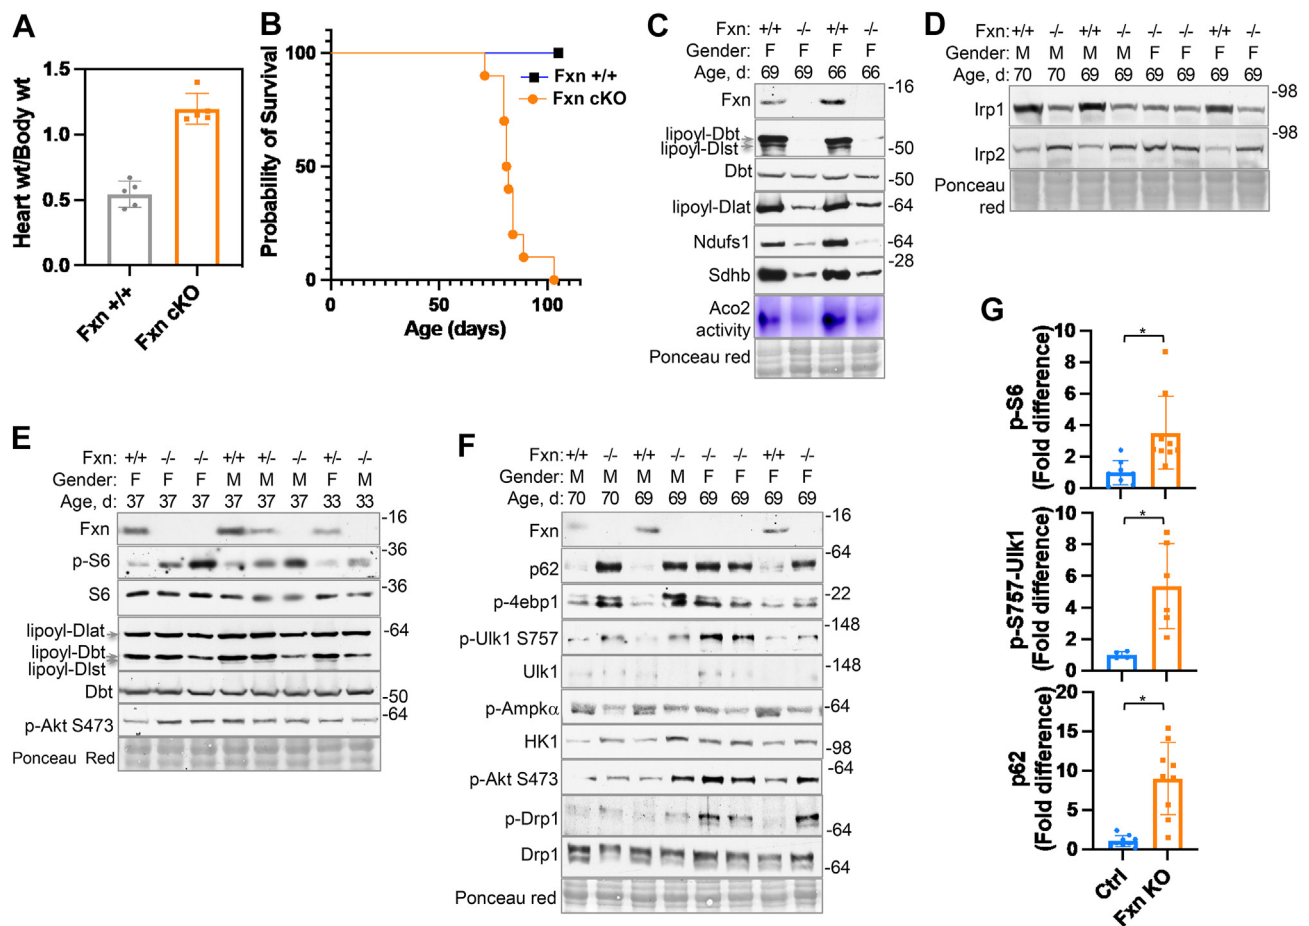 A
Heart wt/Body wt
1.5
1.0
0.5
0.0
Fxn +/+
Fxn cKO
B
Probability of Survival
100
50
0
0
50
100
Age (days)
Fxn +/+
Fxn cKO
C
Fxn: +/+ -/- +/+ -/-
Gender: F F F F
Age, d: 69 69 66 66
Fxn
-16
lipoyl-Dbt
lipoyl-Dlst
-50
Dbt
-50
lipoyl-Dlat
-64
Ndufs1
-64
Sdhb
-28
Aco2
activity
Ponceau red
D
Fxn: +/+ -/- +/+ -/- -/- -/- +/+ -/-
Gender: M M M M F F F F
Age, d: 70 70 69 69 69 69 69 69
Irp1
-98
Irp2
-98
Ponceau
red
E
Fxn: +/+ -/- -/- +/+ +/- -/- +/- -/-
Gender: F F F M M M F M
Age, d: 37 37 37 37 37 37 33 33
Fxn
-16
p-S6
-36
S6
-36
lipoyl-Dlat
-64
lipoyl-Dbt
lipoyl-Dlst
Dbt
-50
p-Akt S473
-64
Ponceau Red
F
Fxn: +/+ -/- +/+ -/- -/- -/- +/+ -/-
Gender: M M M M F F F F
Age, d: 70 70 69 69 69 69 69 69
Fxn
-16
p62
-64
p-4ebp1
-22
p-Ulk1 S757
-148
Ulk1
-148
p-Ampkα
-64
HK1
-98
p-Akt S473
-64
p-Drp1
-64
Drp1
-64
Ponceau red
G
p-S6
(Fold difference)
10
8
6
4
2
0
*
p-S757-Ulk1
(Fold difference)
10
8
6
4
2
0
*
p62
(Fold difference)
20
15
10
5
0
*
Ctrl
Fxn KO